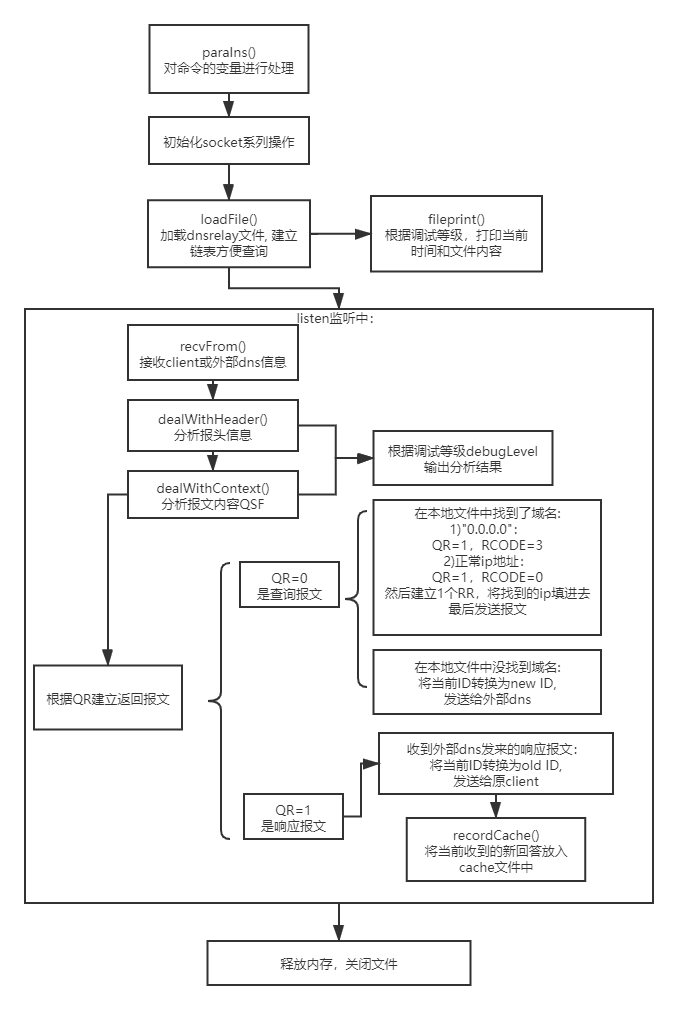 paraIns()
对命令的变量进行处理
初始化socket系列操作
loadFile()
加载dnsrelay文件, 建立
链表方便查询
fileprint()
根据调试等级，打印当前
时间和文件内容
listen监听中:
recvFrom()
接收client或外部dns信息
dealWithHeader()
分析报头信息
根据调试等级debugLevel
输出分析结果
dealWithContext()
分析报文内容QSF
根据QR建立返回报文
QR=0
是查询报文
在本地文件中找到了域名:
1)"0.0.0.0"：
QR=1，RCODE=3
2)正常ip地址：
QR=1，RCODE=0
然后建立1个RR，将找到的ip填进去
最后发送报文
在本地文件中没找到域名:
将当前ID转换为new ID,
发送给外部dns
QR=1
是响应报文
收到外部dns发来的响应报文：
将当前ID转换为old ID,
发送给原client
recordCache()
将当前收到的新回答放入
cache文件中
释放内存，关闭文件